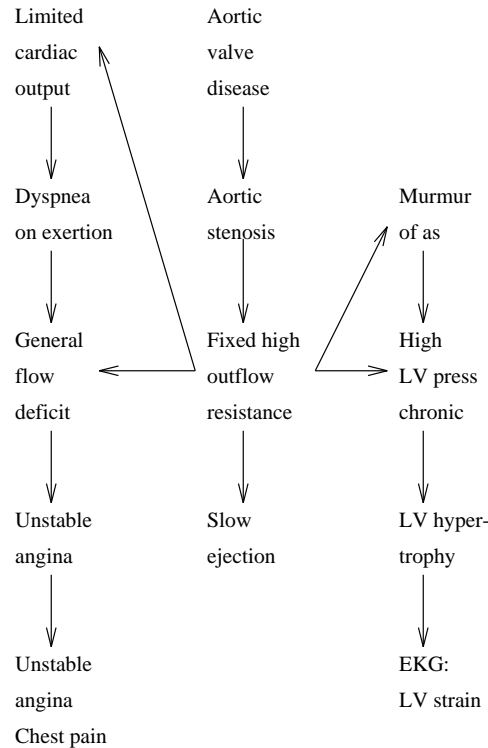 Limited
cardiac
output
Aortic
valve
disease
Dyspnea
on exertion
Aortic
stenosis
Murmur
of as
General
flow
deficit
Fixed high
outflow
resistance
High
LV press
chronic
Unstable
angina
Slow
ejection
LV hyper-
trophy
Unstable
angina
Chest pain
EKG:
LV strain